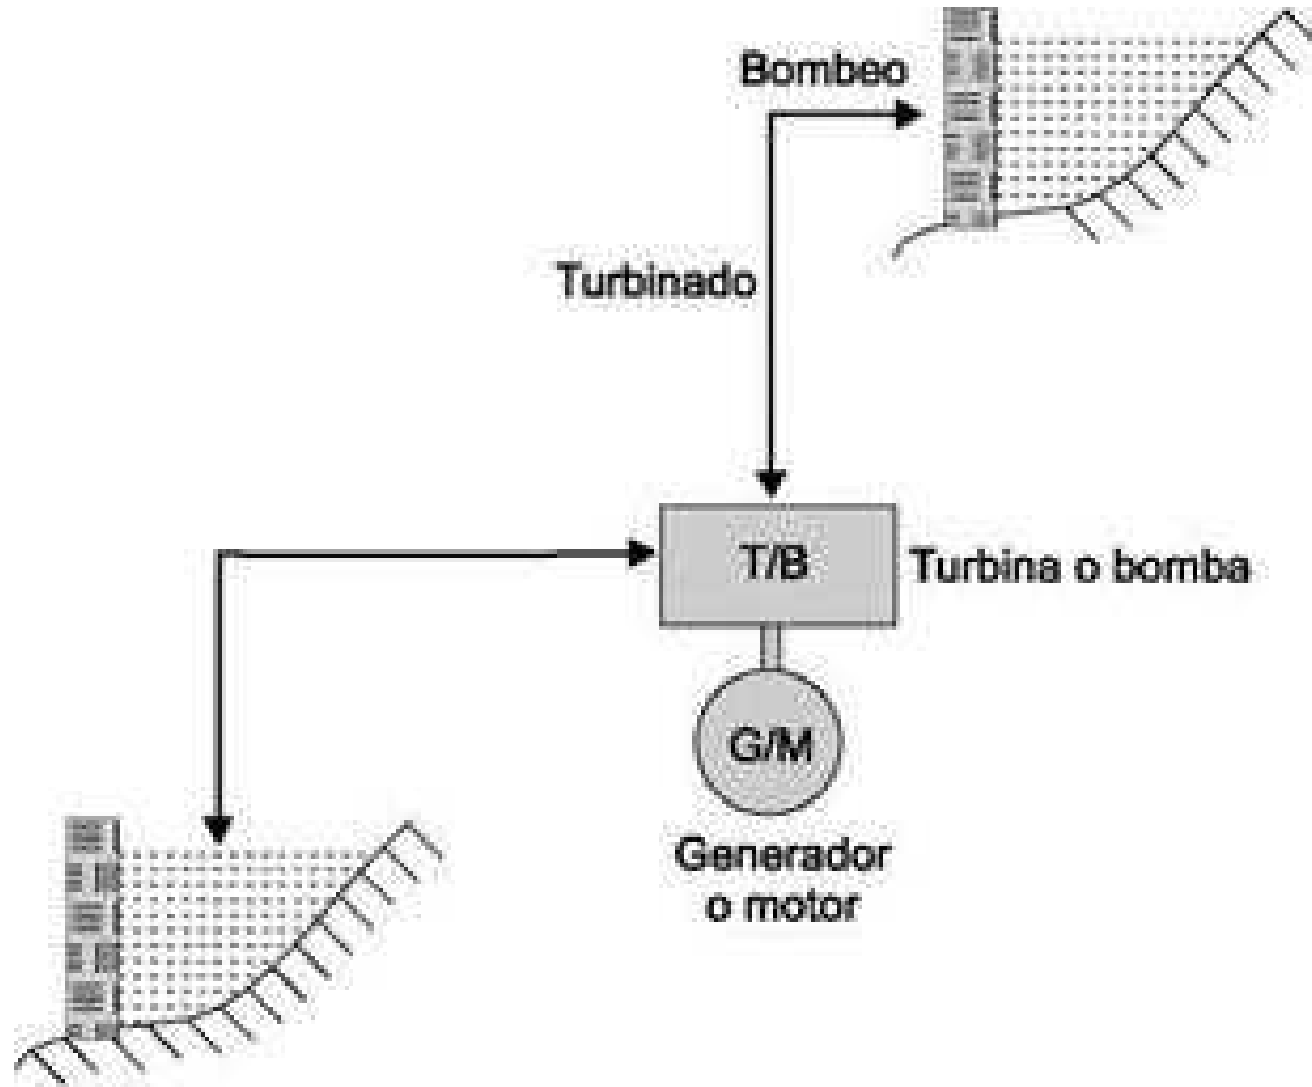 Bombeo
Turbinado
T/B
Turbina o bomba
G/M
Generador
o motor